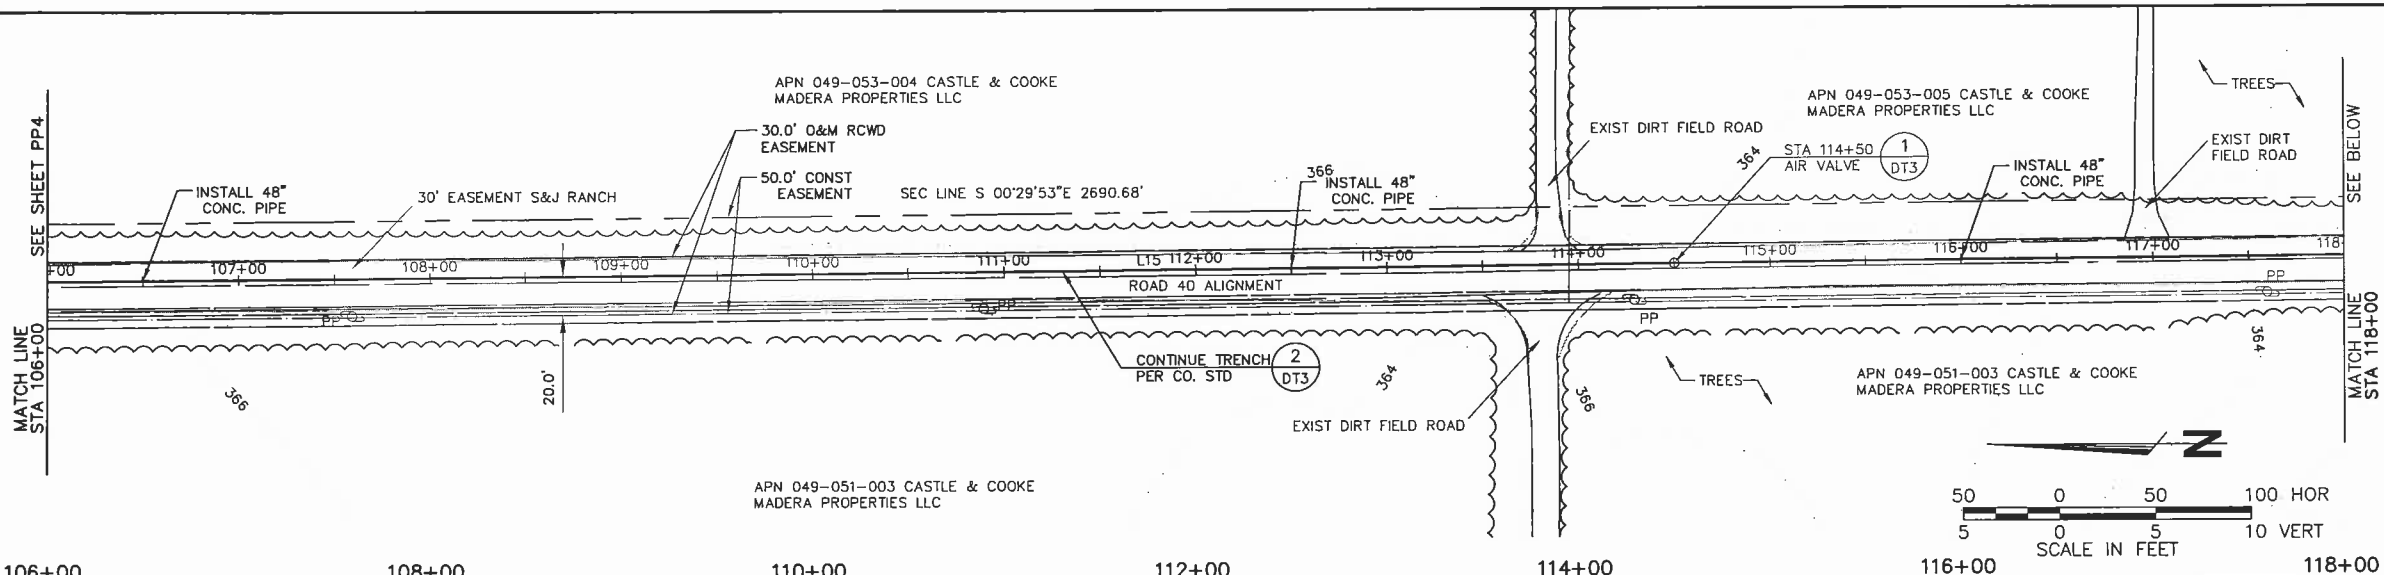 APN 049-053-004 CASTLE & COOKE
MADERA PROPERTIES LLC
30.0' O&M RCWD
EASEMENT
50.0' CONST
EASEMENT
SEC LINE S 00°29'53"E 2690.68'
INSTALL 48"
CONC. PIPE
30' EASEMENT S&J RANCH
SEE SHEET PP4
MATCH LINE
STA 106+00
366
INSTALL 48"
CONC. PIPE
EXIST DIRT FIELD ROAD
APN 049-053-005 CASTLE & COOKE
MADERA PROPERTIES LLC
364
STA 114+50
AIR VALVE
1
DT3
INSTALL 48"
CONC. PIPE
TREES
EXIST DIRT
FIELD ROAD
SEE BELOW
MATCH LINE
STA 118+00
+00
107+00
108+00
109+00
110+00
111+00
L15
112+00
113+00
114+00
115+00
116+00
117+00
118
ROAD 40 ALIGNMENT
PP
PP
PP
PP
366
20.0'
CONTINUE TRENCH
PER CO. STD
2
DT3
364
EXIST DIRT FIELD ROAD
366
TREES
APN 049-051-003 CASTLE & COOKE
MADERA PROPERTIES LLC
364
APN 049-051-003 CASTLE & COOKE
MADERA PROPERTIES LLC
N
50 0 50 100 HOR
5 0 5 10 VERT
SCALE IN FEET
106+00
108+00
110+00
112+00
114+00
116+00
118+00